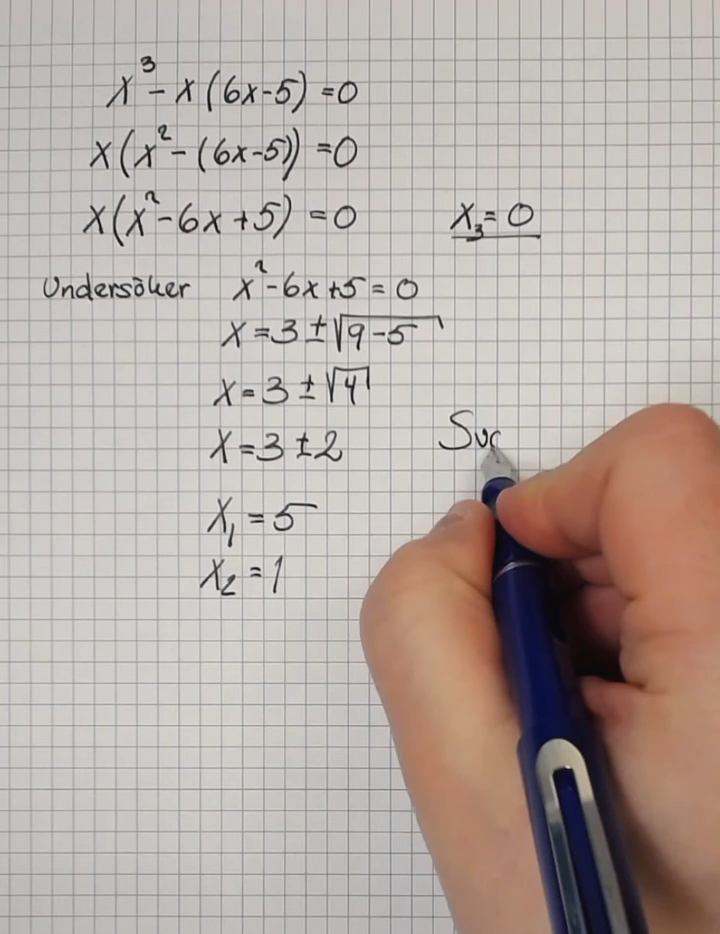 x³ - x(6x-5) = 0
x(x² - (6x-5)) = 0
x(x² - 6x + 5) = 0
x₃ = 0
Undersöker x² - 6x + 5 = 0
x = 3 ± √(9-5)
x = 3 ± √4
x = 3 ± 2
x₁ = 5
x₂ = 1